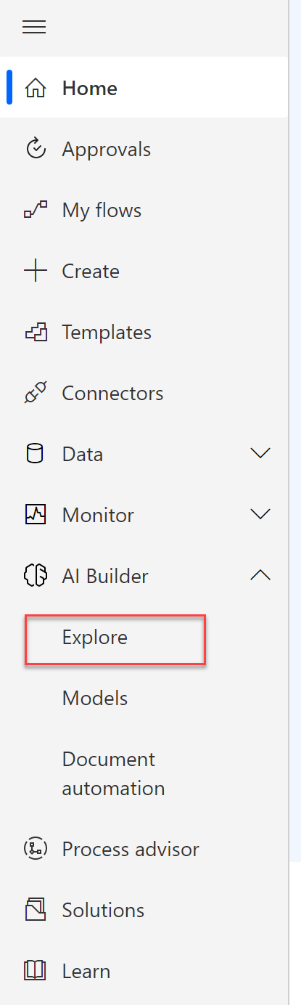 Home
Approvals
My flows
Create
Templates
Connectors
Data
Monitor
AI Builder
Explore
Models
Document
automation
Process advisor
Solutions
Learn